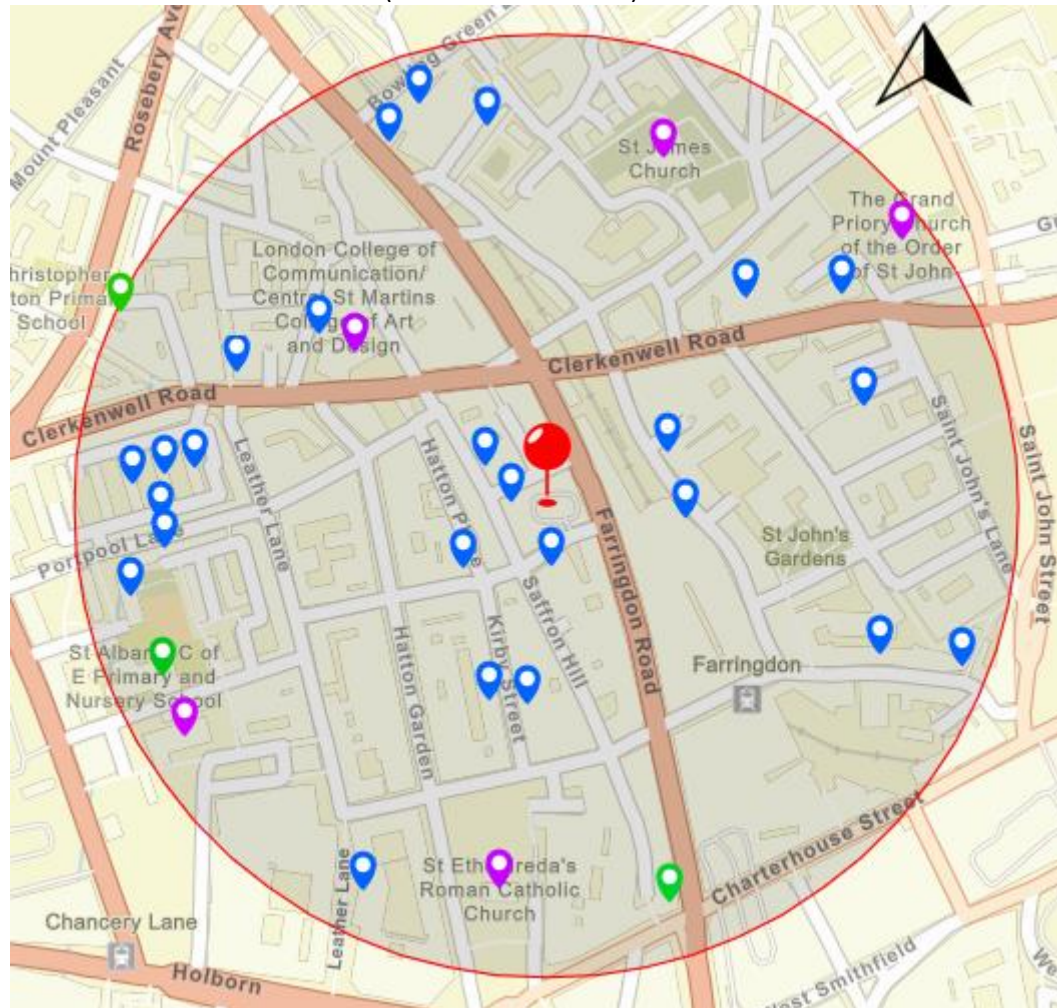 Rosebery Av
Bowling Green
Mount Pleasant
St James
Church
The Grand
Priory Church
of the Order
of St John
London College of
Communication/
Central St Martins
College of Art
and Design
hristopher
ton Prima
School
Clerkenwell Road
Clerkenwell Road
Leather Lane
Hatton Place
Saint John's Lane
Saint John Street
Portpool Lane
St John's
Gardens
Farringdon Road
Saffron Hill
Kirby Street
Hatton Garden
St Alban's C of
E Primary and
Nursery School
Farringdon
Charterhouse Street
St Etheldreda's
Roman Catholic
Church
Leather Lane
Chancery Lane
Holborn
West Smithfield